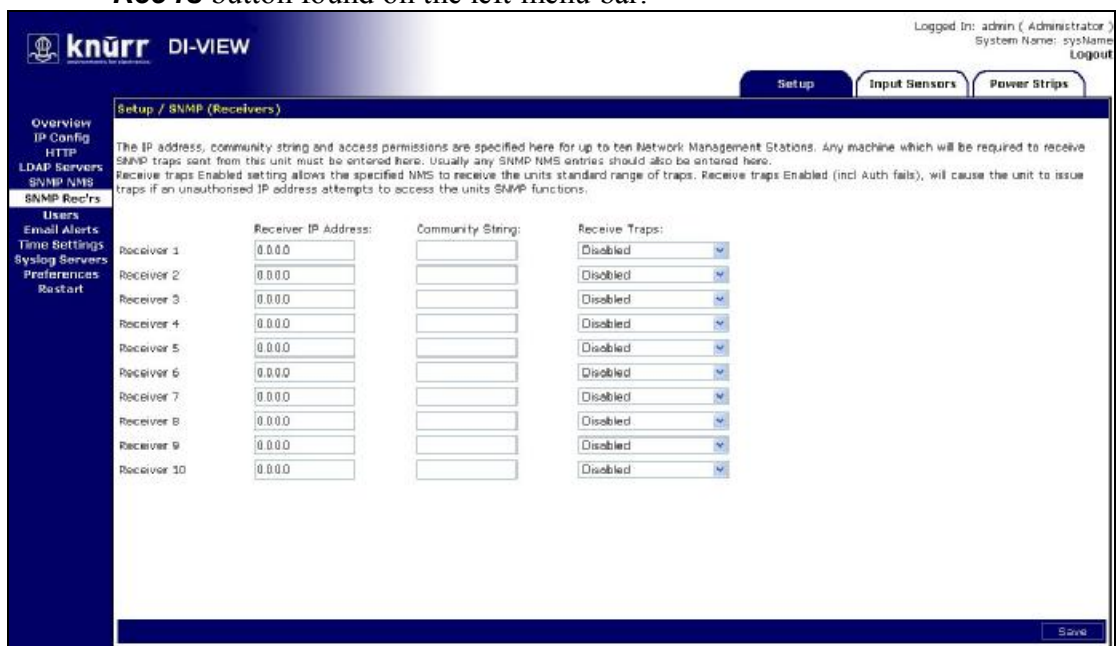 button found on the left menu bar.
Logged In: admin ( Administrator )
System Name: sysName
Logout
knürr DI-VIEW
Setup
Input Sensors
Power Strips
Setup / SNMP (Receivers)
Overview
IP Config
HTTP
LDAP Servers
SNMP NMS
SNMP Rec'rs
Users
Email Alerts
Time Settings
Syslog Servers
Preferences
Restart
The IP address, community string and access permissions are specified here for up to ten Network Management Stations. Any machine which will be required to receive
SNMP traps sent from this unit must be entered here. Usually any SNMP NMS entries should also be entered here.
Receive traps Enabled setting allows the specified NMS to receive the units standard range of traps. Receive traps Enabled (incl Auth fails), will cause the unit to issue
traps if an unauthorised IP address attempts to access the units SNMP functions.
Receiver IP Address: Community String: Receive Traps:
Receiver 1 0.0.0.0 Disabled
Receiver 2 0.0.0.0 Disabled
Receiver 3 0.0.0.0 Disabled
Receiver 4 0.0.0.0 Disabled
Receiver 5 0.0.0.0 Disabled
Receiver 6 0.0.0.0 Disabled
Receiver 7 0.0.0.0 Disabled
Receiver 8 0.0.0.0 Disabled
Receiver 9 0.0.0.0 Disabled
Receiver 10 0.0.0.0 Disabled
Save